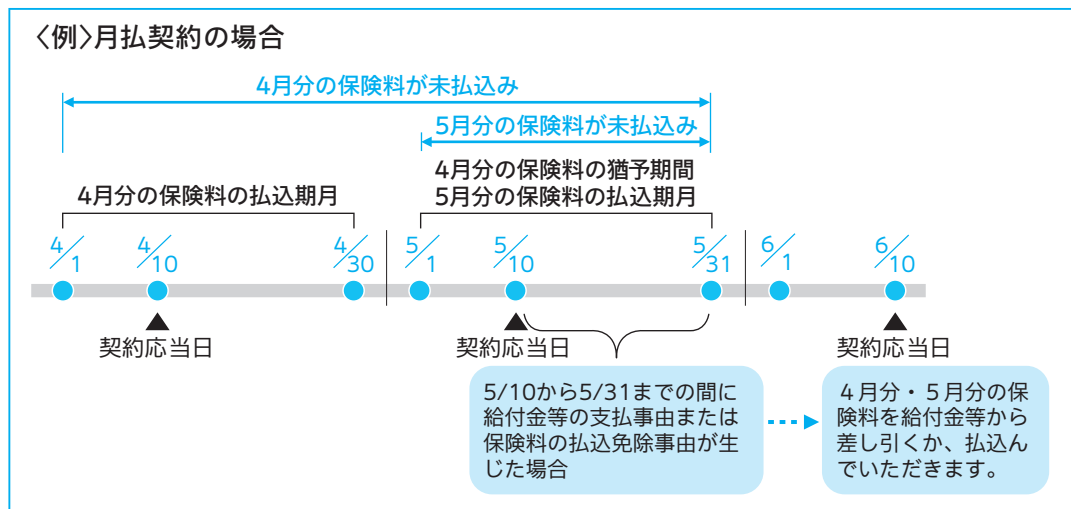 〈例〉月払契約の場合
4月分の保険料が未払込み
5月分の保険料が未払込み
4月分の保険料の払込期月
4月分の保険料の猶予期間
5月分の保険料の払込期月
4/1 4/10 4/30 5/1 5/10 5/31 6/1 6/10
契約応当日 契約応当日 契約応当日
5/10から5/31までの間に
給付金等の支払事由または
保険料の払込免除事由が生
じた場合
４月分・５月分の保
険料を給付金等から
差し引くか、払込ん
でいただきます。